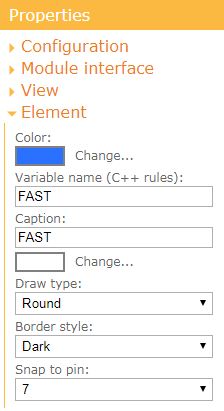 Properties
Configuration
Module interface
View
Element
Color:
Change...
Variable name (C++ rules):
FAST
Caption:
FAST
Change...
Draw type:
Round
Border style:
Dark
Snap to pin:
7